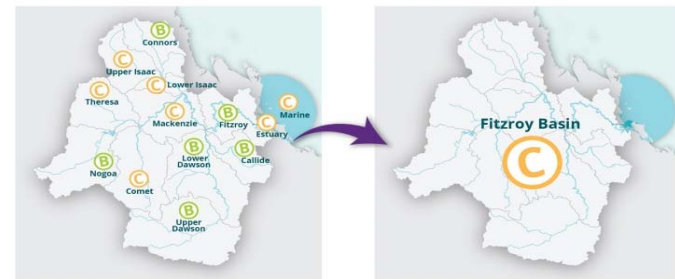 B
Connors
C
Upper Isaac
C
Lower Isaac
C
Theresa
C
Mackenzie
B
Fitzroy
C
Marine
C
Estuary
B
Nogoa
B
Lower
Dawson
B
Callide
C
Comet
B
Upper
Dawson
Fitzroy Basin
C